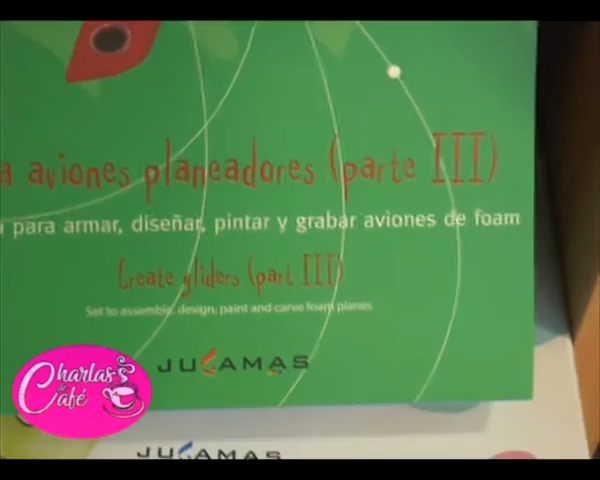 a aviones planeadores (parte III)
para armar, diseñar, pintar y grabar aviones de foam
Create gliders (part III)
Set to assemble, design, paint and carve foam planes
JUGAMAS
Charlas
de
Café
JUGAMAS